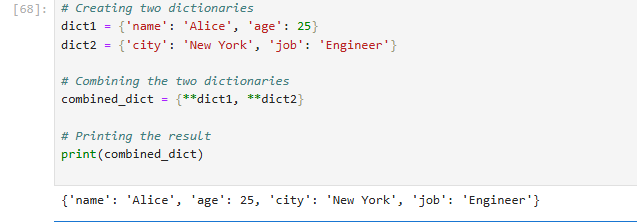 [68]:
# Creating two dictionaries
dict1 = {'name': 'Alice', 'age': 25}
dict2 = {'city': 'New York', 'job': 'Engineer'}
# Combining the two dictionaries
combined_dict = {**dict1, **dict2}
# Printing the result
print(combined_dict)
{'name': 'Alice', 'age': 25, 'city': 'New York', 'job': 'Engineer'}